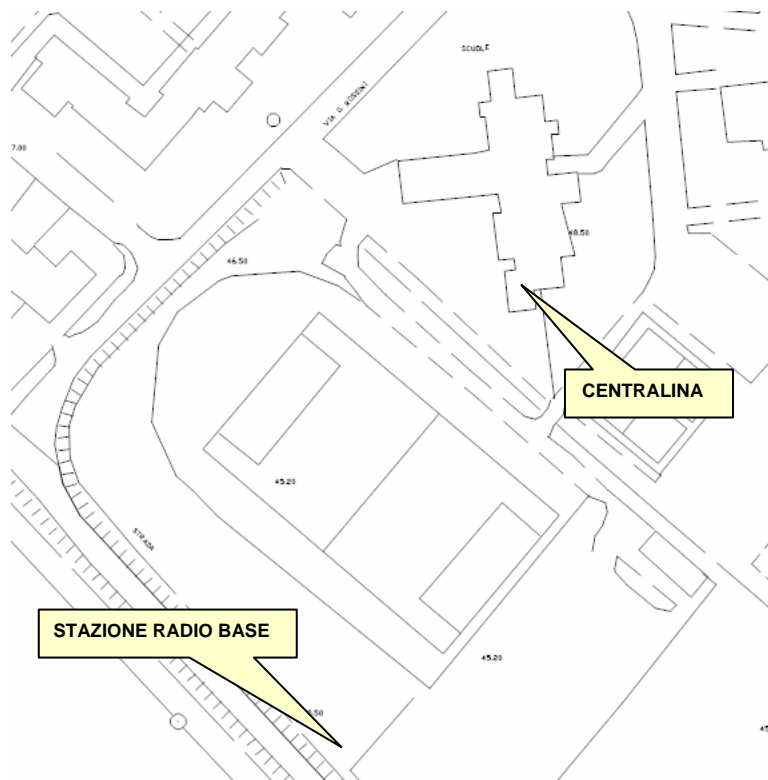 SCUOLE
VIA G. ROSSINI
7.00
48.50
46.50
CENTRALINA
45.20
STRADA
STAZIONE RADIO BASE
45.20